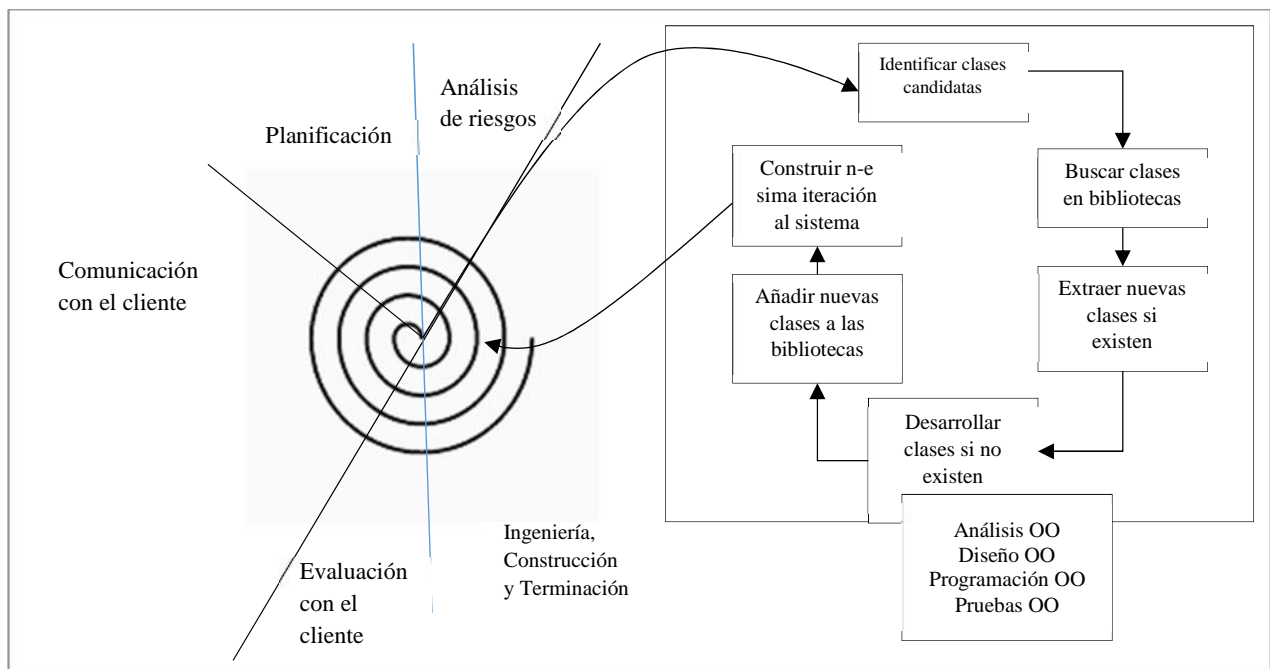 Análisis
de riesgos
Planificación
Comunicación
con el cliente
Evaluación
con el
cliente
Ingeniería,
Construcción
y Terminación
Identificar clases
candidatas
Buscar clases
en bibliotecas
Extraer nuevas
clases si
existen
Desarrollar
clases si no
existen
Análisis OO
Diseño OO
Programación OO
Pruebas OO
Añadir nuevas
clases a las
bibliotecas
Construir n-e
sima iteración
al sistema